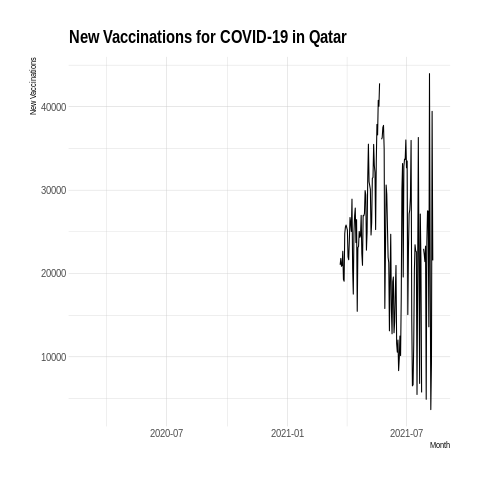 New Vaccinations for COVID-19 in Qatar
New Vaccinations
40000
30000
20000
10000
2020-07
2021-01
2021-07
Month